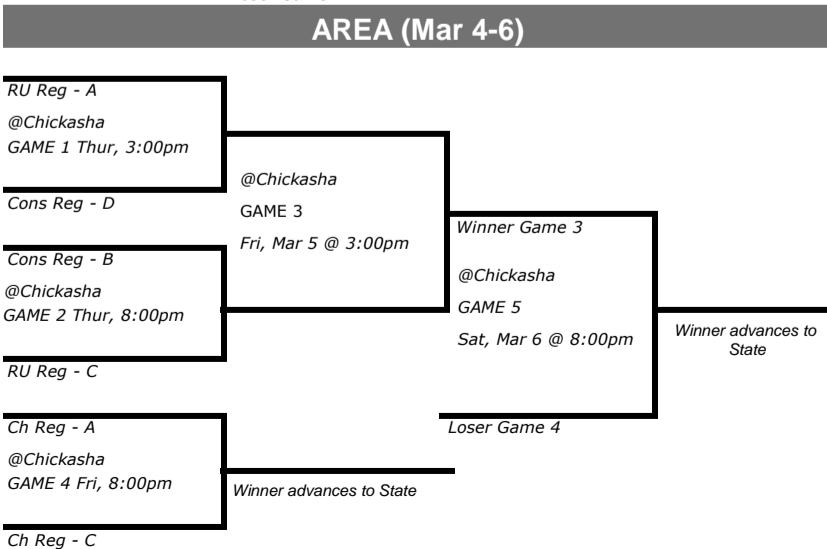 AREA (Mar 4-6)
RU Reg - A
@Chickasha
GAME 1 Thur, 3:00pm
Cons Reg - D
@Chickasha
GAME 3
Fri, Mar 5 @ 3:00pm
Cons Reg - B
@Chickasha
GAME 2 Thur, 8:00pm
RU Reg - C
Winner Game 3
@Chickasha
GAME 5
Sat, Mar 6 @ 8:00pm
Loser Game 4
Winner advances to
State
Ch Reg - A
@Chickasha
GAME 4 Fri, 8:00pm
Ch Reg - C
Winner advances to State